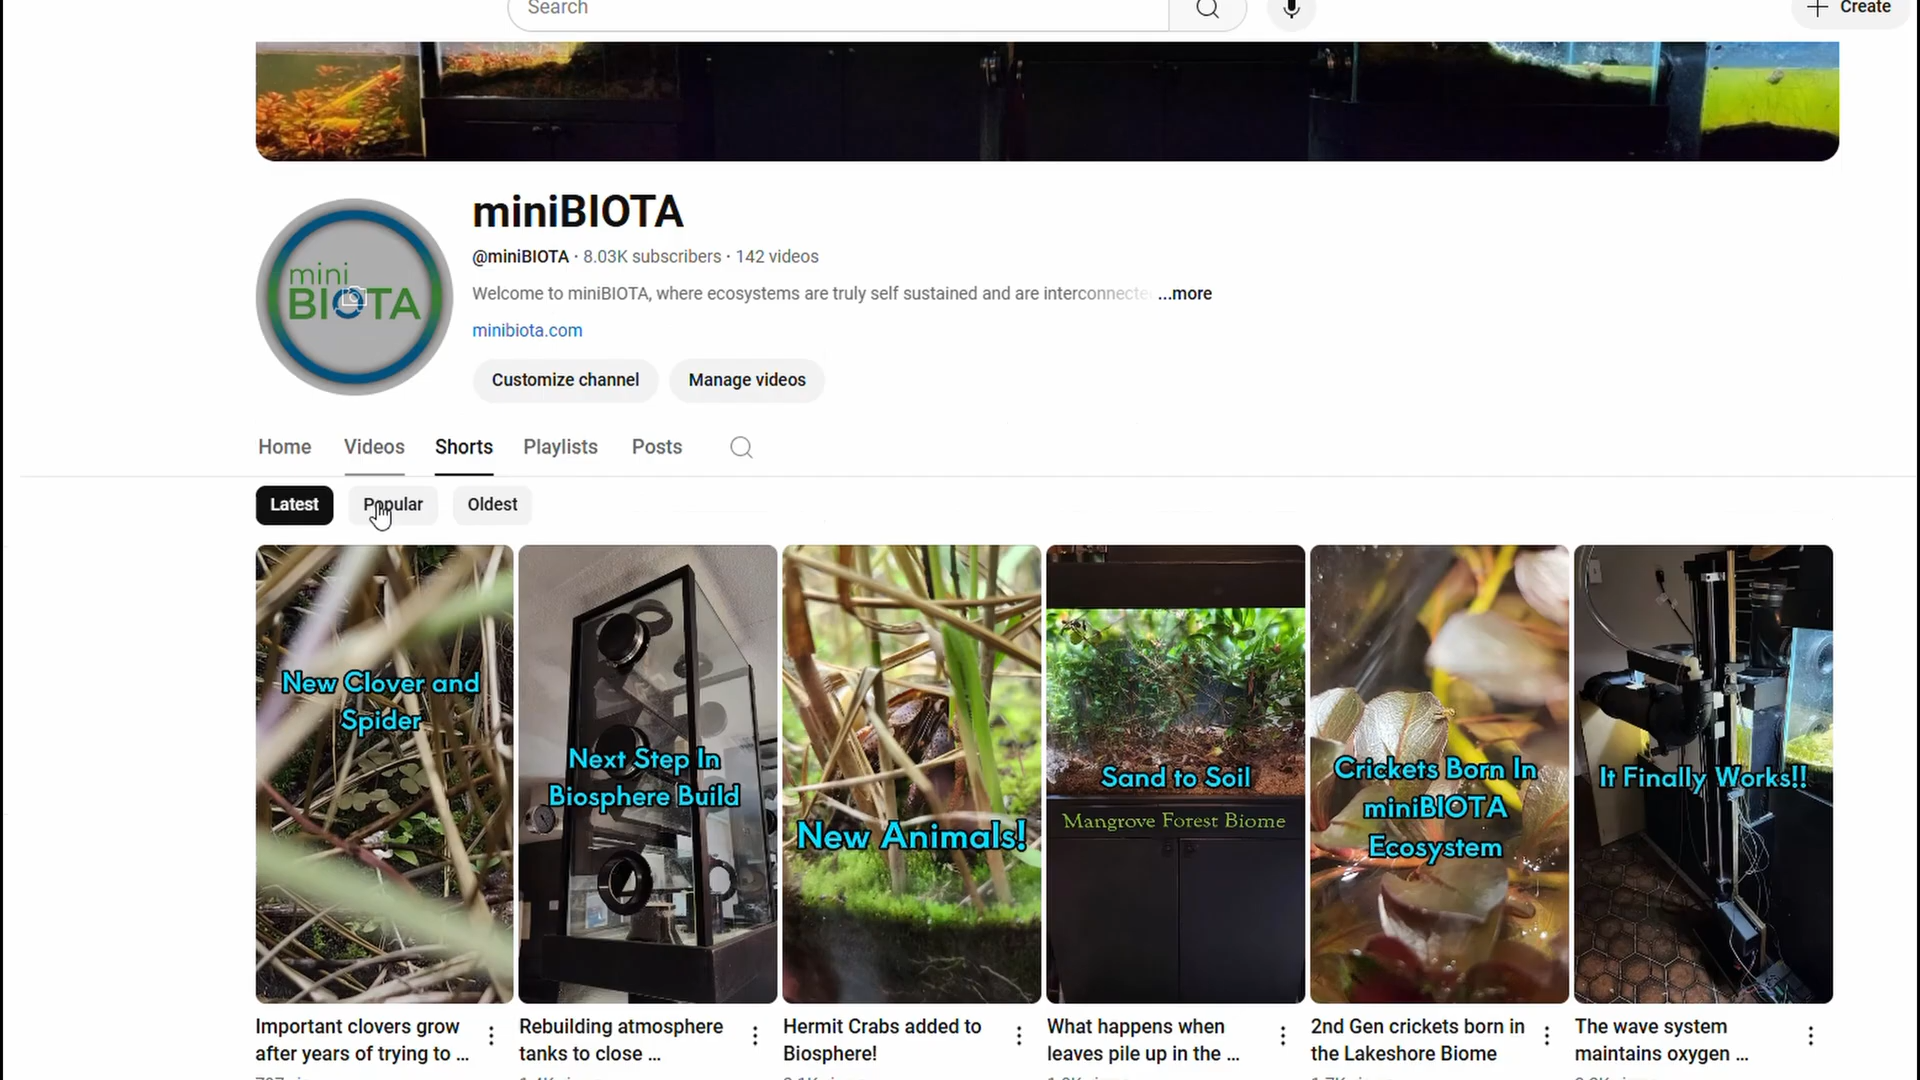 Search
Create
miniBIOTA
@miniBIOTA · 8.03K subscribers · 142 videos
Welcome to miniBIOTA, where ecosystems are truly self sustained and are interconnecte ...more
minibiota.com
mini
BIOTA
Customize channel
Manage videos
Home
Videos
Shorts
Playlists
Posts
Latest
Popular
Oldest
New Clover and
Spider
Next Step In
Biosphere Build
New Animals!
Sand to Soil
Mangrove Forest Biome
Crickets Born In
miniBIOTA
Ecosystem
It Finally Works!!
Important clovers grow
after years of trying to ...
Rebuilding atmosphere
tanks to close ...
Hermit Crabs added to
Biosphere!
What happens when
leaves pile up in the ...
2nd Gen crickets born in
the Lakeshore Biome
The wave system
maintains oxygen ...